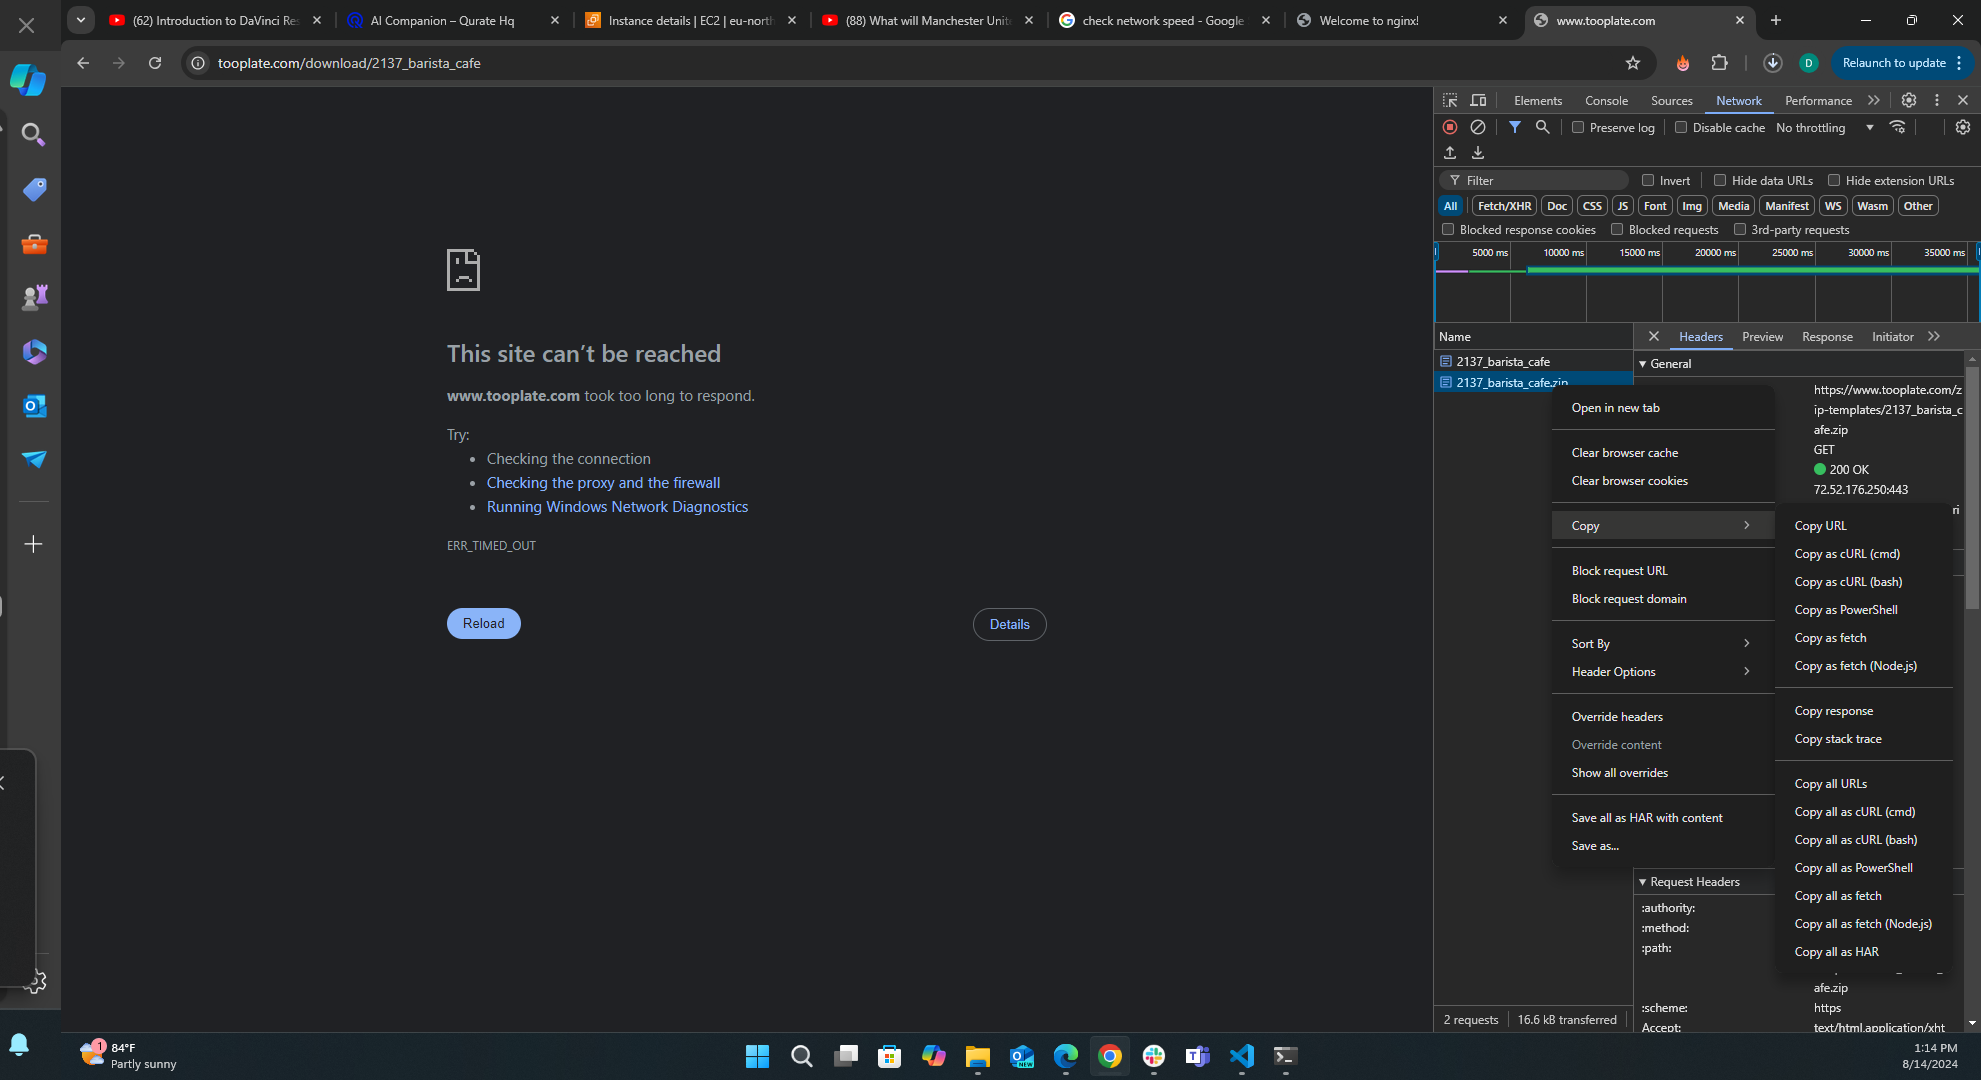 (62) Introduction to DaVinci Res
AI Companion – Qurate Hq
Instance details | EC2 | eu-north
(88) What will Manchester Unite
check network speed - Google
Welcome to nginx!
www.tooplate.com
tooplate.com/download/2137_barista_cafe
D
Relaunch to update
Elements
Console
Sources
Network
Performance
Preserve log
Disable cache
No throttling
Filter
Invert
Hide data URLs
Hide extension URLs
All
Fetch/XHR
Doc
CSS
JS
Font
Img
Media
Manifest
WS
Wasm
Other
Blocked response cookies
Blocked requests
3rd-party requests
5000 ms
10000 ms
15000 ms
20000 ms
25000 ms
30000 ms
35000 ms
This site can’t be reached
www.tooplate.com took too long to respond.
Try:
Checking the connection
Checking the proxy and the firewall
Running Windows Network Diagnostics
ERR_TIMED_OUT
Reload
Details
Name
2137_barista_cafe
2137_barista_cafe.zip
Headers
Preview
Response
Initiator
General
https://www.tooplate.com/z
ip-templates/2137_barista_c
afe.zip
GET
200 OK
72.52.176.250:443
ri
Open in new tab
Clear browser cache
Clear browser cookies
Copy
Block request URL
Block request domain
Sort By
Header Options
Override headers
Override content
Show all overrides
Save all as HAR with content
Save as...
Copy URL
Copy as cURL (cmd)
Copy as cURL (bash)
Copy as PowerShell
Copy as fetch
Copy as fetch (Node.js)
Copy response
Copy stack trace
Copy all URLs
Copy all as cURL (cmd)
Copy all as cURL (bash)
Copy all as PowerShell
Copy all as fetch
Copy all as fetch (Node.js)
Copy all as HAR
Request Headers
:authority:
:method:
:path:
afe.zip
:scheme:
https
Accept:
text/html,application/xht
2 requests
16.6 kB transferred
1
84°F
Partly sunny
NEW
1:14 PM
8/14/2024